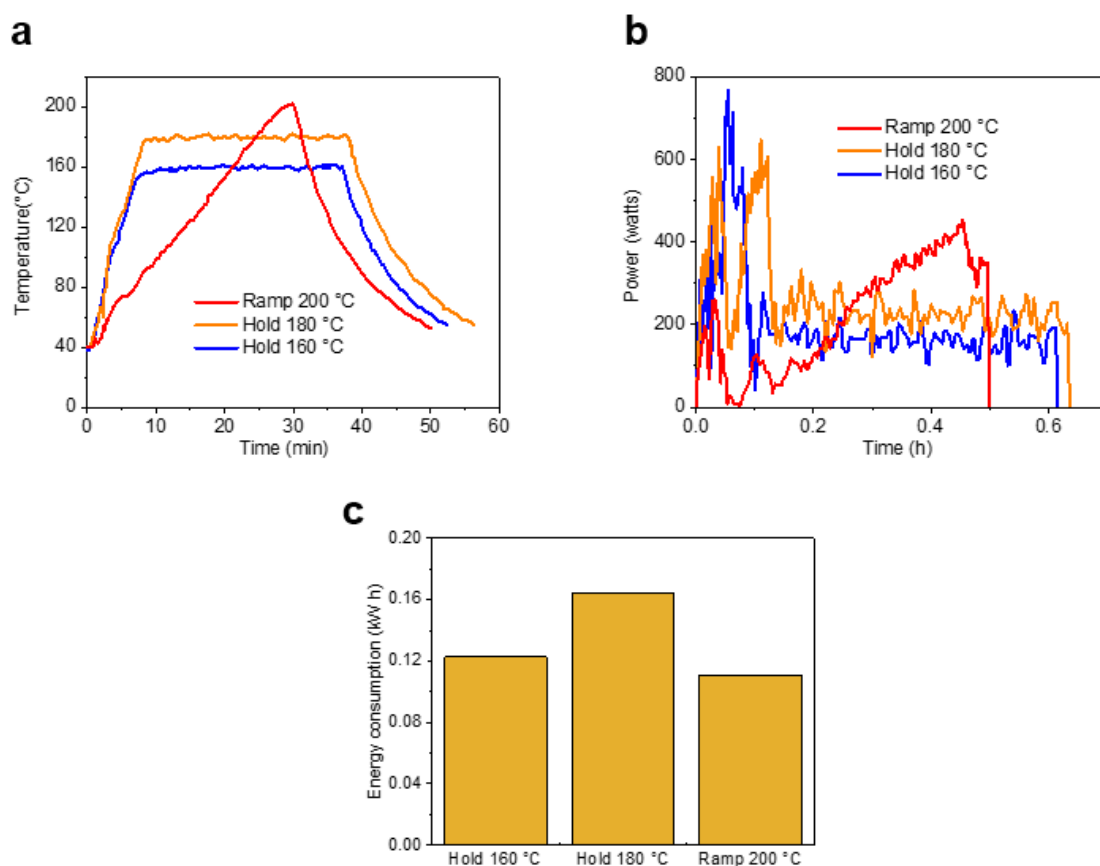 a
200
160
120
80
40
0
Temperature(°C)
Ramp 200 °C
Hold 180 °C
Hold 160 °C
0 10 20 30 40 50 60
Time (min)
b
800
600
400
200
0
Power (watts)
Ramp 200 °C
Hold 180 °C
Hold 160 °C
0.0 0.2 0.4 0.6
Time (h)
c
0.20
0.16
0.12
0.08
0.04
0.00
Energy consumption (kW h)
Hold 160 °C Hold 180 °C Ramp 200 °C